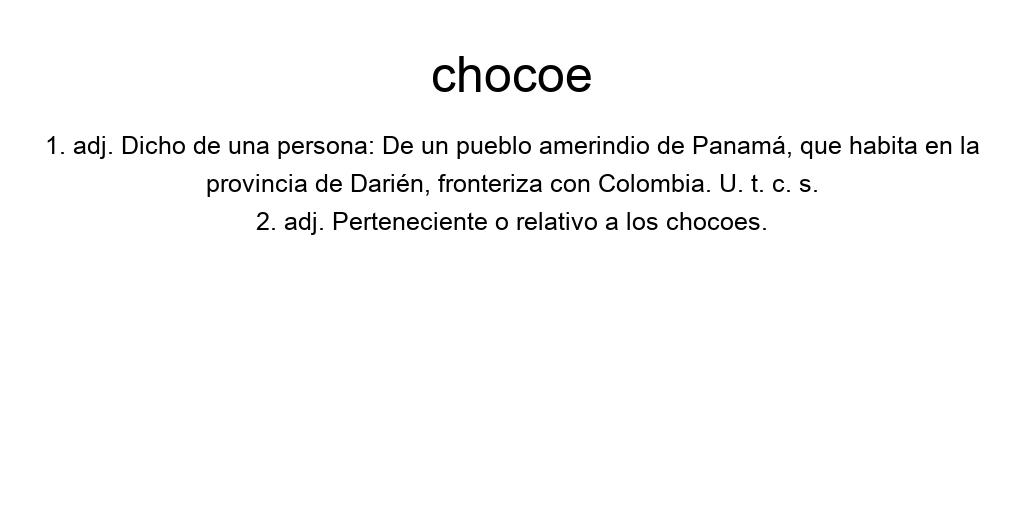 chocoe
1. adj. Dicho de una persona: De un pueblo amerindio de Panamá, que habita en la
provincia de Darién, fronteriza con Colombia. U. t. c. s.
2. adj. Perteneciente o relativo a los chocoes.